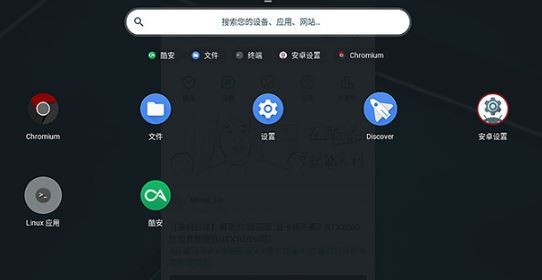 搜索您的设备、应用、网站...
酷安 文件 终端 安卓设置 Chromium
Chromium 文件 设置 Discover 安卓设置
>_
Linux 应用 酷安